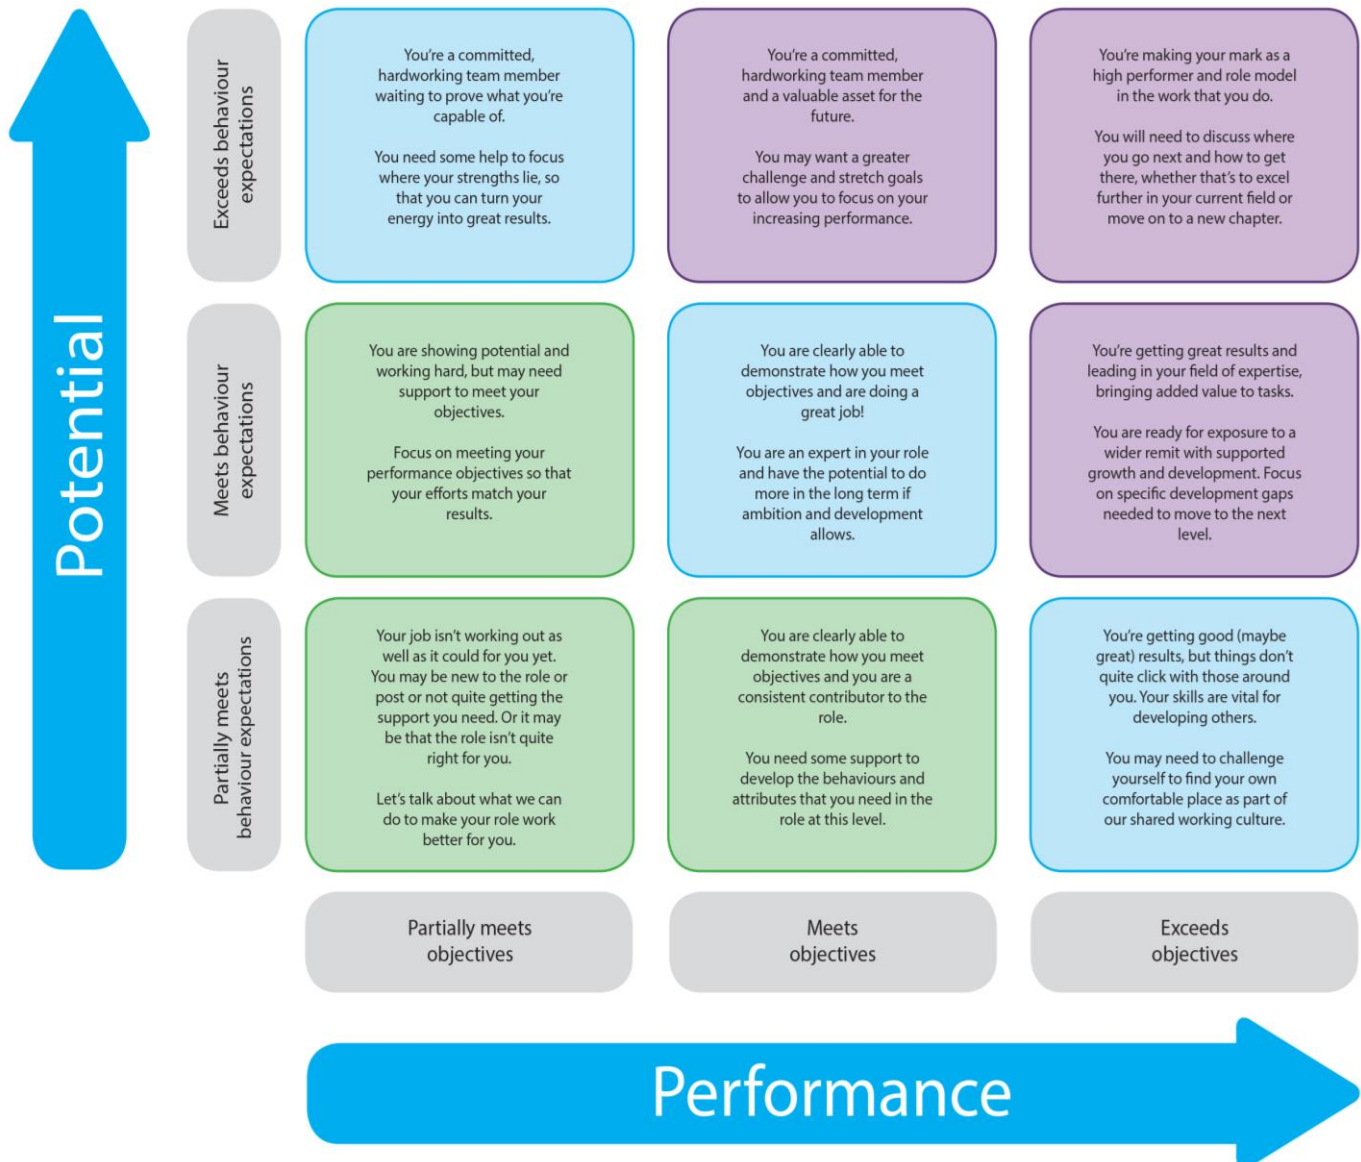 Potential
Exceeds behaviour
expectations
You're a committed,
hardworking team member
waiting to prove what you're
capable of.
You need some help to focus
where your strengths lie, so
that you can turn your
energy into great results.
You're a committed,
hardworking team member
and a valuable asset for the
future.
You may want a greater
challenge and stretch goals
to allow you to focus on your
increasing performance.
You're making your mark as a
high performer and role model
in the work that you do.
You will need to discuss where
you go next and how to get
there, whether that's to excel
further in your current field or
move on to a new chapter.
Meets behaviour
expectations
You are showing potential and
working hard, but may need
support to meet your
objectives.
Focus on meeting your
performance objectives so that
your efforts match your
results.
You are clearly able to
demonstrate how you meet
objectives and are doing a
great job!
You are an expert in your role
and have the potential to do
more in the long term if
ambition and development
allows.
You're getting great results and
leading in your field of expertise,
bringing added value to tasks.
You are ready for exposure to a
wider remit with supported
growth and development. Focus
on specific development gaps
needed to move to the next
level.
Partially meets
behaviour expectations
Your job isn't working out as
well as it could for you yet.
You may be new to the role or
post or not quite getting the
support you need. Or it may
be that the role isn't quite
right for you.
Let's talk about what we can
do to make your role work
better for you.
You are clearly able to
demonstrate how you meet
objectives and you are a
consistent contributor to the
role.
You need some support to
develop the behaviours and
attributes that you need in the
role at this level.
You're getting good (maybe
great) results, but things don't
quite click with those around
you. Your skills are vital for
developing others.
You may need to challenge
yourself to find your own
comfortable place as part of
our shared working culture.
Partially meets
objectives
Meets
objectives
Exceeds
objectives
Performance